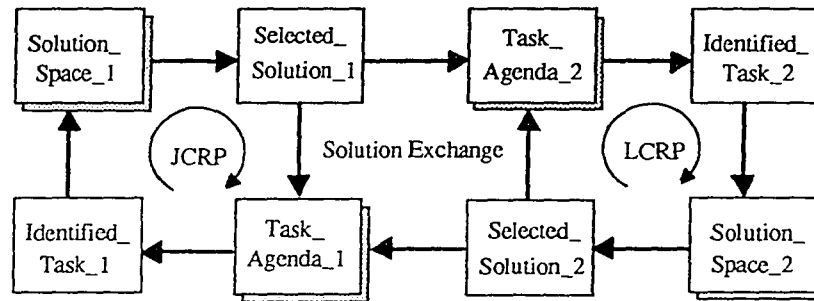 Solution_
Space_1
Selected_
Solution_1
Task_
Agenda_2
Identified_
Task_2
JCRP
Solution Exchange
LCRP
Identified_
Task_1
Task_
Agenda_1
Selected_
Solution_2
Solution_
Space_2